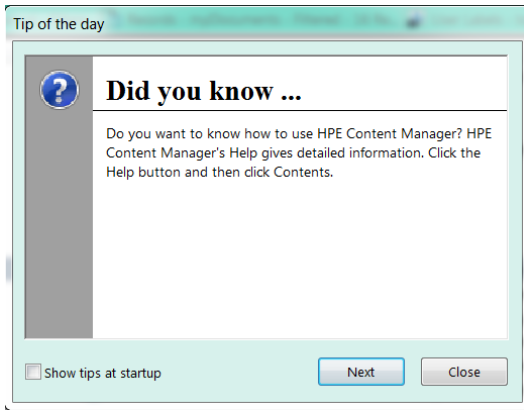 Tip of the day
Did you know ...
Do you want to know how to use HPE Content Manager? HPE
Content Manager's Help gives detailed information. Click the
Help button and then click Contents.
Show tips at startup
Next
Close